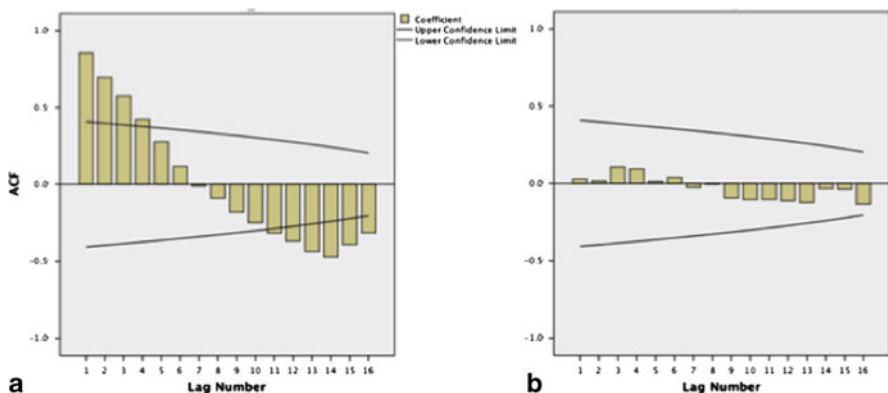 1.0
0.5
0.0
-0.5
-1.0
ACF
1 2 3 4 5 6 7 8 9 10 11 12 13 14 15 16
Lag Number
a
Coefficient
Upper Confidence Limit
Lower Confidence Limit
1.0
0.5
0.0
-0.5
-1.0
1 2 3 4 5 6 7 8 9 10 11 12 13 14 15 16
Lag Number
b